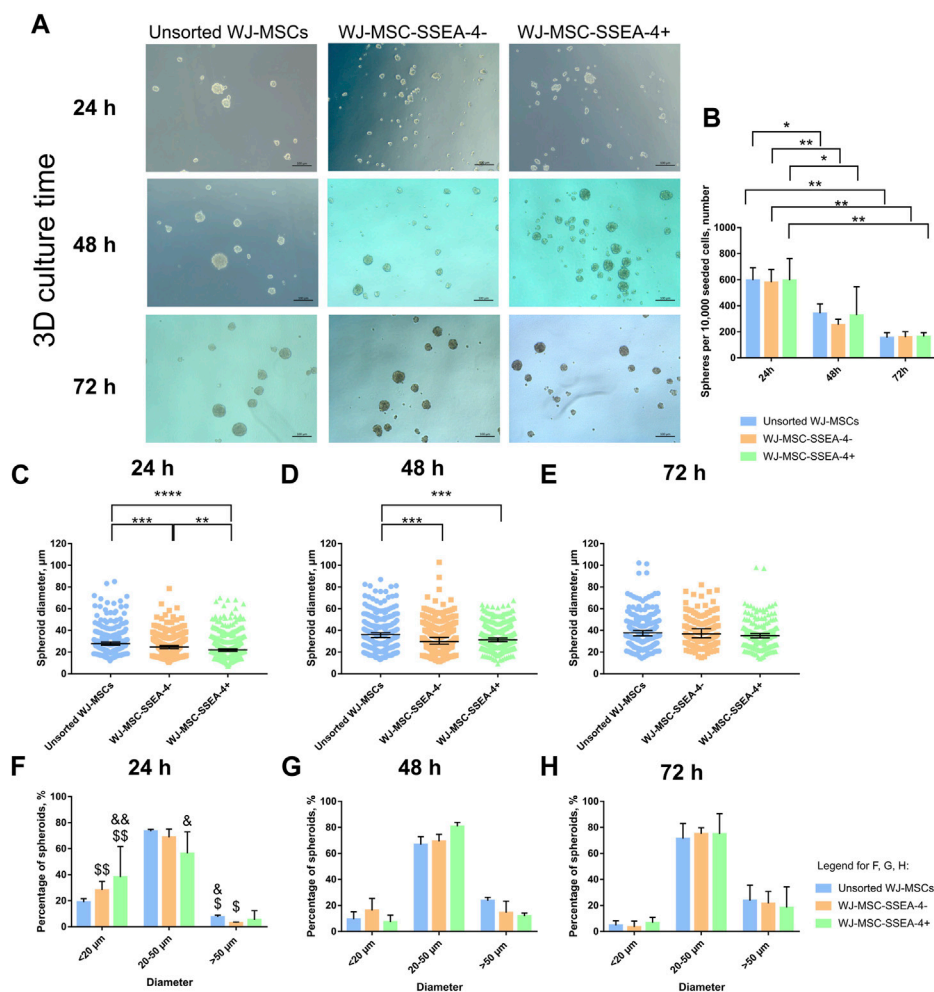 A
Unsorted WJ-MSCs
WJ-MSC-SSEA-4-
WJ-MSC-SSEA-4+
3D culture time
24 h
48 h
72 h
B
*
**
*
**
**
**
Spheres per 10,000 seeded cells, number
1000
800
600
400
200
0
24h
48h
72h
Unsorted WJ-MSCs
WJ-MSC-SSEA-4-
WJ-MSC-SSEA-4+
C
24 h
****
***
**
Spheroid diameter, µm
120
100
80
60
40
20
0
Unsorted WJ-MSCs
WJ-MSC-SSEA-4-
WJ-MSC-SSEA-4+
D
48 h
***
***
Spheroid diameter, µm
120
100
80
60
40
20
0
Unsorted WJ-MSCs
WJ-MSC-SSEA-4-
WJ-MSC-SSEA-4+
E
72 h
Spheroid diameter, µm
120
100
80
60
40
20
0
Unsorted WJ-MSCs
WJ-MSC-SSEA-4-
WJ-MSC-SSEA-4+
F
24 h
Percentage of spheroids, %
100
80
60
40
20
0
$$
&&
$$
&
&
$
$
<20 µm
20-50 µm
>50 µm
Diameter
G
48 h
Percentage of spheroids, %
100
80
60
40
20
0
<20 µm
20-50 µm
>50 µm
Diameter
H
72 h
Percentage of spheroids, %
100
80
60
40
20
0
<20 µm
20-50 µm
>50 µm
Diameter
Legend for F, G, H:
Unsorted WJ-MSCs
WJ-MSC-SSEA-4-
WJ-MSC-SSEA-4+